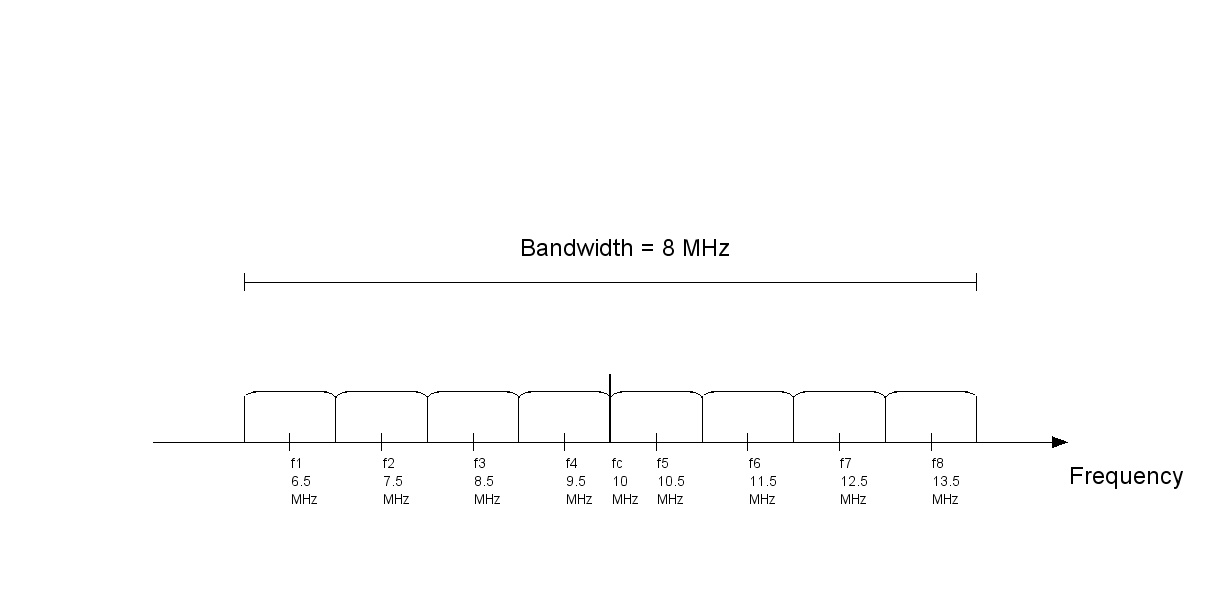 Bandwidth = 8 MHz
f1 f2 f3 f4 fc f5 f6 f7 f8
6.5 7.5 8.5 9.5 10 10.5 11.5 12.5 13.5
MHz MHz MHz MHz MHz MHz MHz MHz MHz
Frequency